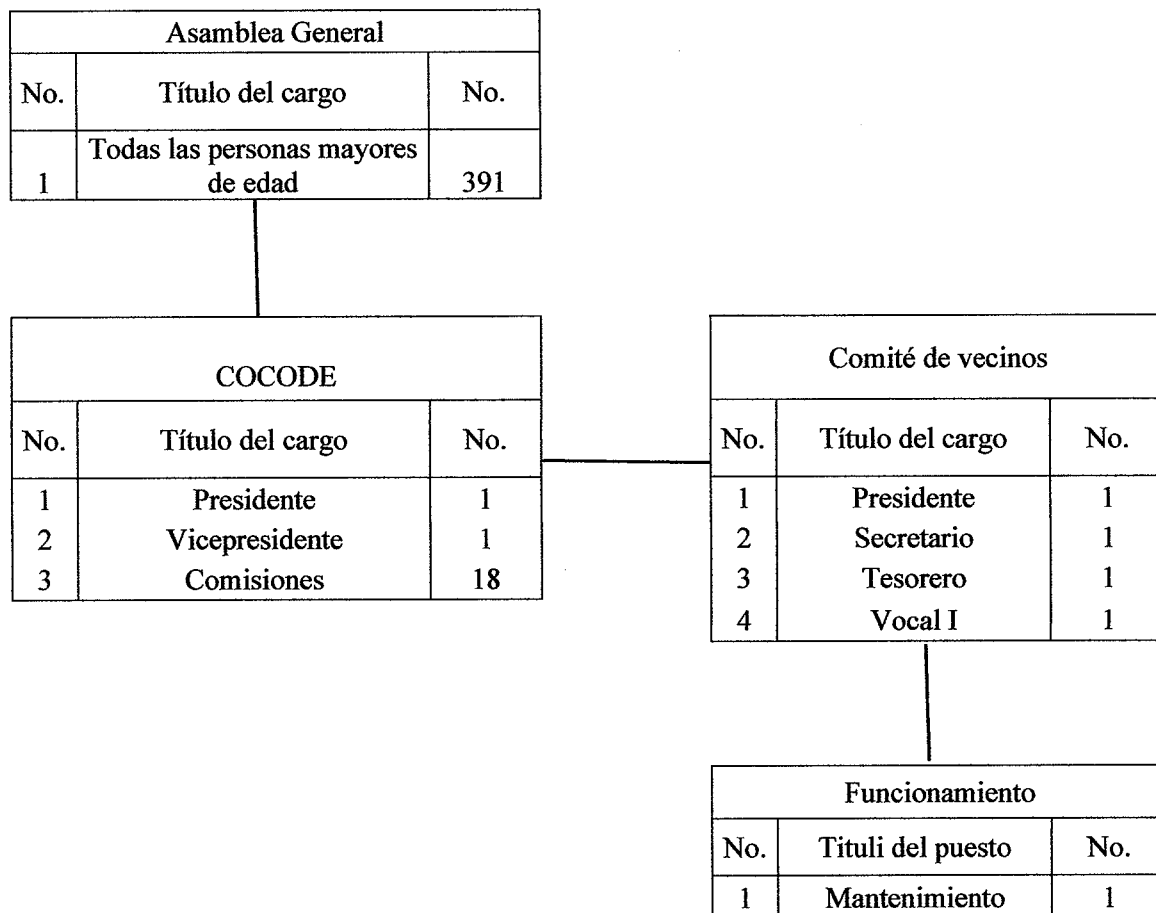 Asamblea General
No. Título del cargo No.
Todas las personas mayores
1 de edad 391
COCODE
No. Título del cargo No.
1 Presidente 1
2 Vicepresidente 1
3 Comisiones 18
Comité de vecinos
No. Título del cargo No.
1 Presidente 1
2 Secretario 1
3 Tesorero 1
4 Vocal I 1
Funcionamiento
No. Tituli del puesto No.
1 Mantenimiento 1